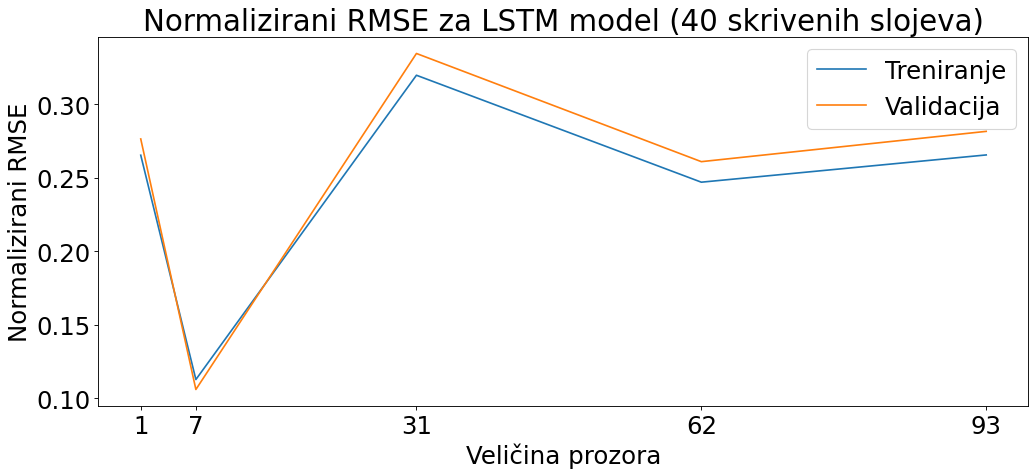 Normalizirani RMSE za LSTM model (40 skrivenih slojeva)
Treniranje
Validacija
Normalizirani RMSE
0.30
0.25
0.20
0.15
0.10
1 7 31 62 93
Veličina prozora